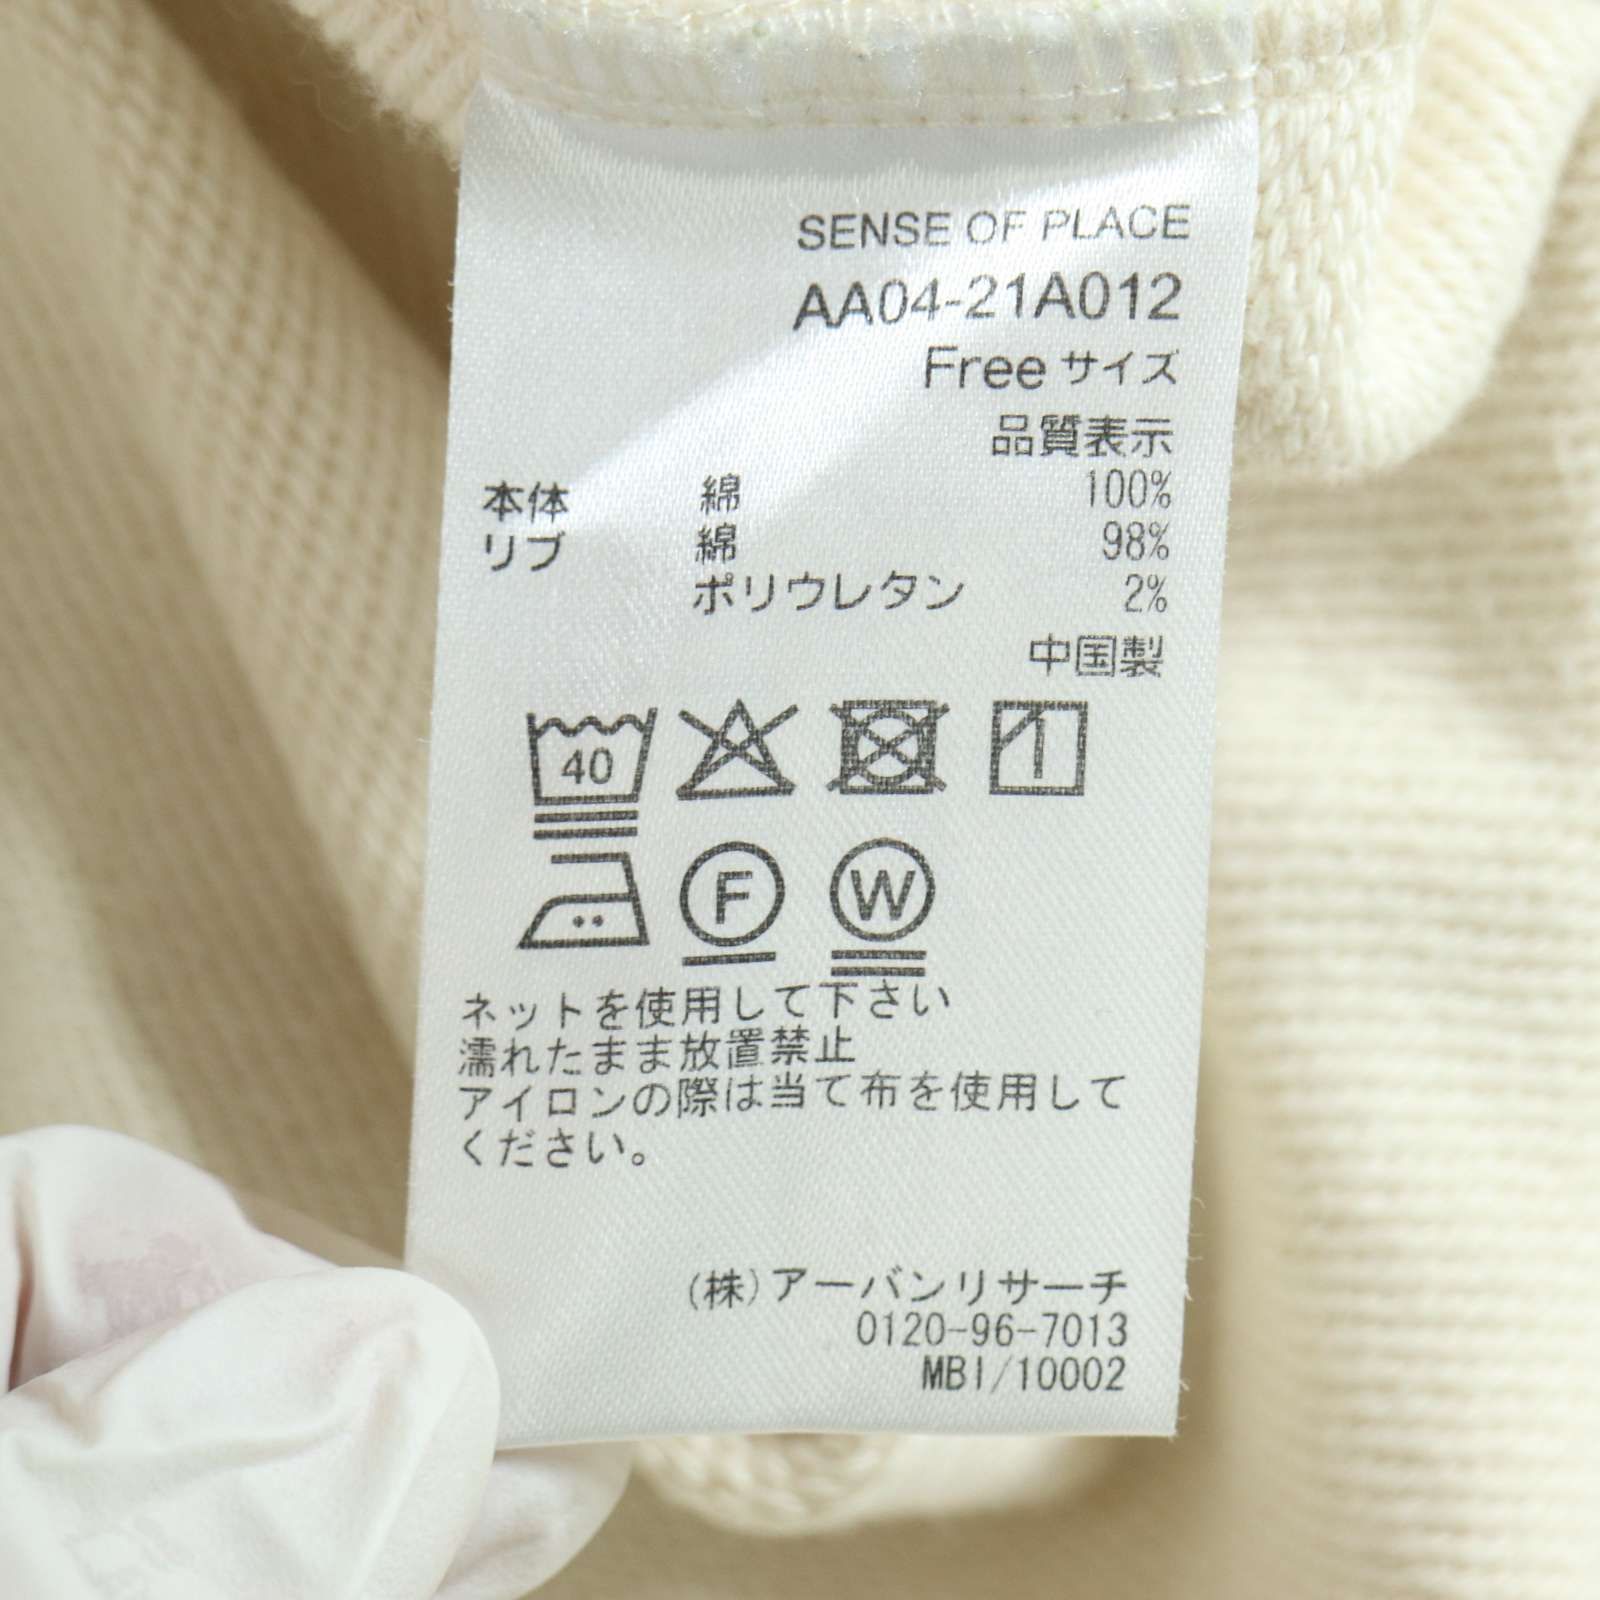 SENSE OF PLACE
AA04-21A012
Free サイズ
品質表示
本体 綿 100%
リブ 綿 98%
ポリウレタン 2%
中国製
40
F W
ネットを使用して下さい
濡れたまま放置禁止
アイロンの際は当て布を使用して
ください。
(株)アーバンリサーチ
0120-96-7013
MBI/10002